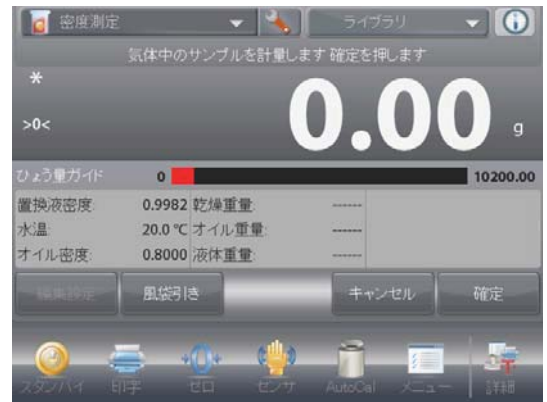 密度測定 ライブラリ
気体中のサンプルを計量します 確定を押します
*
0.00 g
>0<
ひょう量ガイド 0 10200.00
置換液密度: 0.9982 乾燥重量: ------
水温: 20.0 °C オイル重量: ------
オイル密度: 0.8000 液体重量: ------
編集設定 風袋引き キャンセル 確定
スタンバイ 印字 ゼロ センサ AutoCal メニュー 詳細